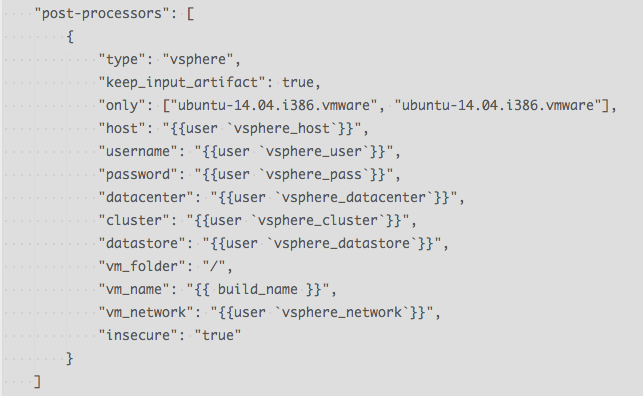 "post-processors": [
{
"type": "vsphere",
"keep_input_artifact": true,
"only": ["ubuntu-14.04.i386.vmware", "ubuntu-14.04.i386.vmware"],
"host": "{{user `vsphere_host`}}",
"username": "{{user `vsphere_user`}}",
"password": "{{user `vsphere_pass`}}",
"datacenter": "{{user `vsphere_datacenter`}}",
"cluster": "{{user `vsphere_cluster`}}",
"datastore": "{{user `vsphere_datastore`}}",
"vm_folder": "/",
"vm_name": "{{ build_name }}",
"vm_network": "{{user `vsphere_network`}}",
"insecure": "true"
}
]